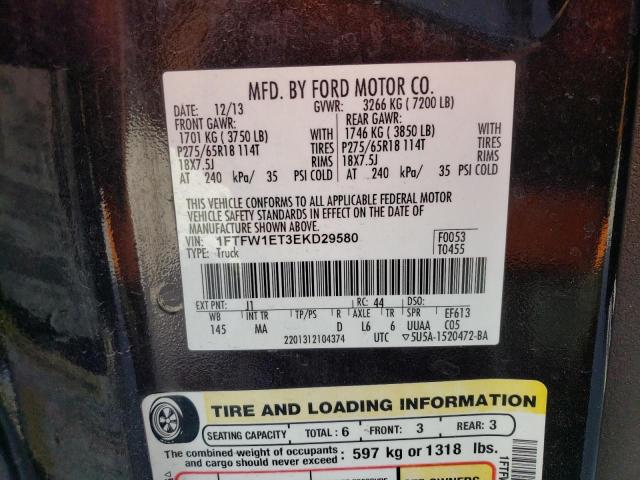 MFD. BY FORD MOTOR CO.
DATE: 12/13 GVWR: 3266 KG ( 7200 LB)
FRONT GAWR: REAR GAWR:
1701 KG ( 3750 LB) WITH 1746 KG ( 3850 LB) WITH
P275/65R18 114T TIRES P275/65R18 114T TIRES
18X7.5J RIMS 18X7.5J RIMS
AT 240 kPa/ 35 PSI COLD AT 240 kPa/ 35 PSI COLD
THIS VEHICLE CONFORMS TO ALL APPLICABLE FEDERAL MOTOR
VEHICLE SAFETY STANDARDS IN EFFECT ON THE DATE OF
MANUFACTURE SHOWN ABOVE.
VIN: 1FTFW1ET3EKD29580 F0053
TYPE: Truck T0455
EXT PNT: J1 RC: 44 DSO:
WB INT TR TP/PS R AXLE TR SPR EF613
145 MA D L6 6 UUAA C05
2201312104374 UTC 5U5A-1520472-BA
TIRE AND LOADING INFORMATION
SEATING CAPACITY TOTAL: 6 FRONT: 3 REAR: 3
The combined weight of occupants and cargo should never exceed: 597 kg or 1318 lbs.